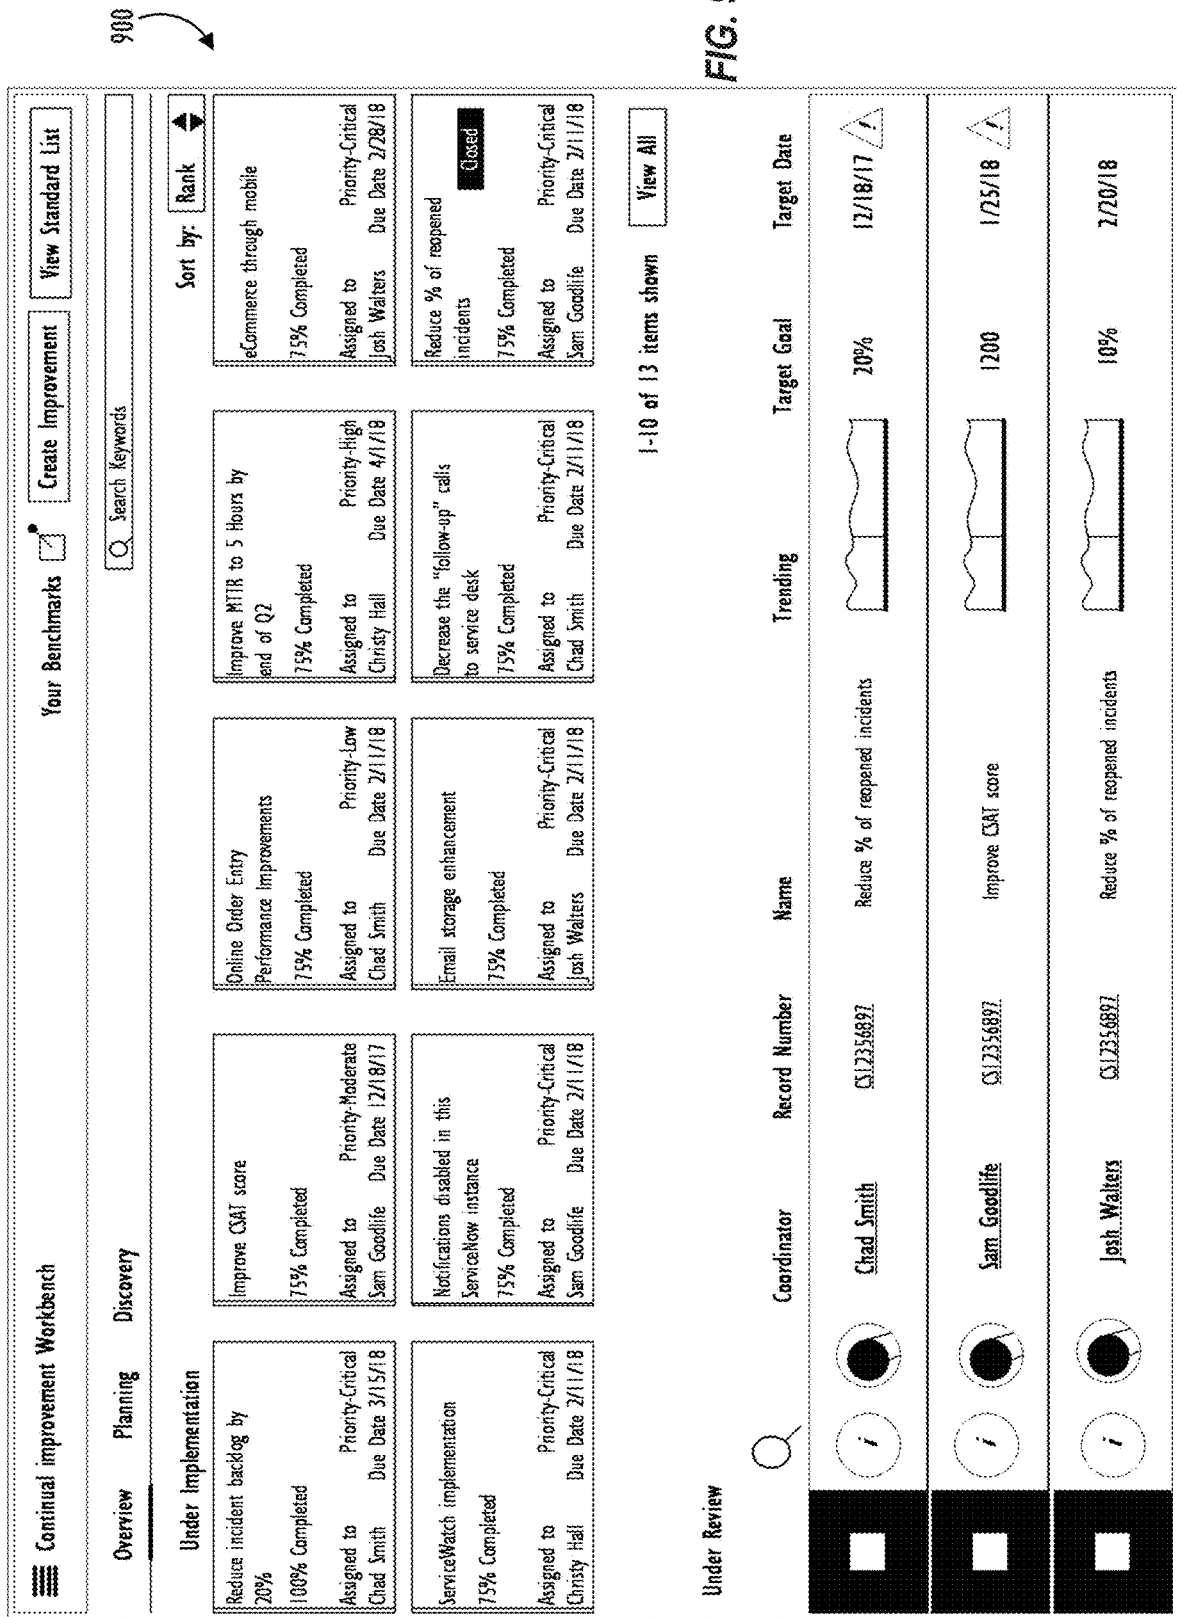 900
Continual improvement Workbench
Your Benchmarks
Create Improvement
View Standard List
Overview
Planning
Discovery
Search Keywords
Under Implementation
Sort by:
Rank
Reduce incident backlog by
20%
100% Completed
Assigned to
Priority-Critical
Chad Smith
Due Date 3/15/18
Improve CSAT score
75% Completed
Assigned to
Priority-Moderate
Sam Goodlife
Due Date 12/18/17
Online Order Entry
Performance Improvements
75% Completed
Assigned to
Priority-Low
Chad Smith
Due Date 2/11/18
Improve MTTR to 5 Hours by
end of Q2
75% Completed
Assigned to
Priority-High
Christy Hall
Due Date 4/1/18
eCommerce through mobile
75% Completed
Assigned to
Priority-Critical
Josh Walters
Due Date 2/28/18
ServiceWatch implementation
75% Completed
Assigned to
Priority-Critical
Christy Hall
Due Date 2/11/18
Notifications disabled in this
ServiceNow instance
75% Completed
Assigned to
Priority-Critical
Sam Goodlife
Due Date 2/11/18
Email storage enhancement
75% Completed
Assigned to
Priority-Critical
Josh Walters
Due Date 2/11/18
Decrease the "follow-up" calls
to service desk
75% Completed
Assigned to
Priority-Critical
Chad Smith
Due Date 2/11/18
Reduce % of reopened
incidents
Closed
75% Completed
Assigned to
Priority-Critical
Sam Goodlife
Due Date 2/11/18
1-10 of 13 items shown
View All
Under Review
Coordinator
Record Number
Name
Trending
Target Goal
Target Date
i
Chad Smith
CS12356897
Reduce % of reopened incidents
20%
12/18/17
!
i
Sam Goodlife
CS12356897
Improve CSAT score
1200
1/25/18
!
i
Josh Walters
CS12356897
Reduce % of reopened incidents
10%
2/20/18
FIG.